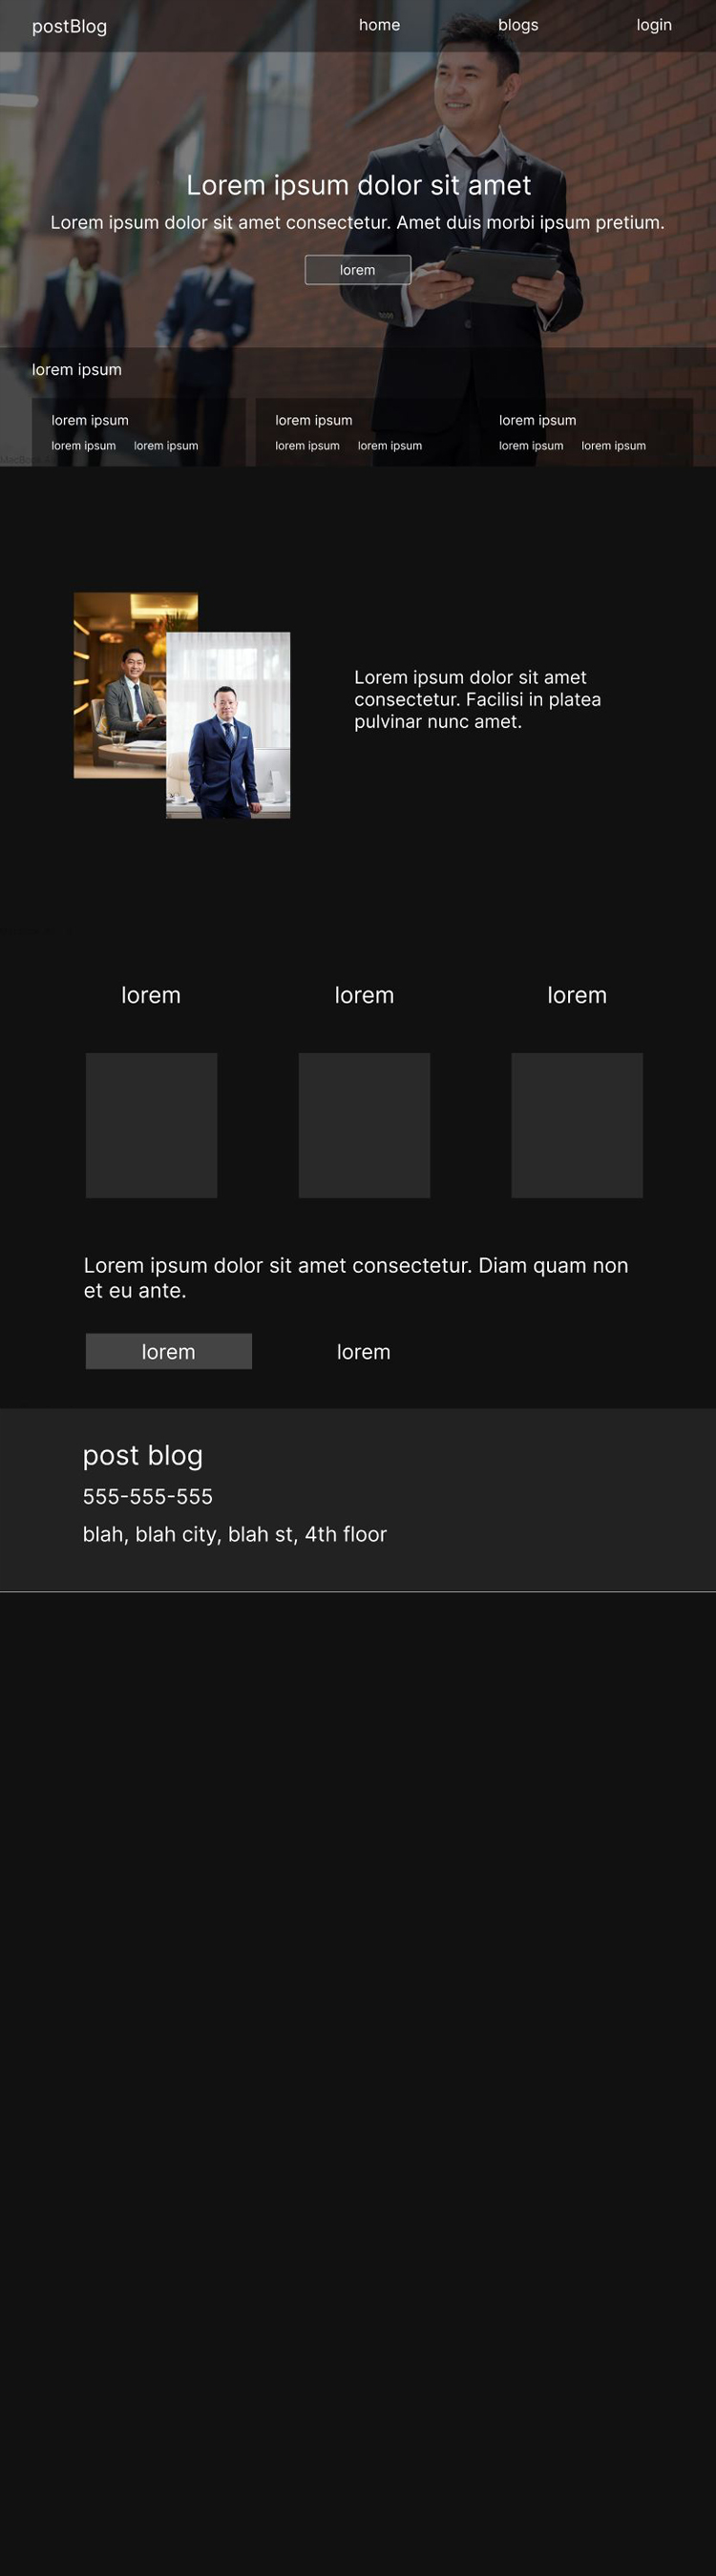 postBlog home blogs login
Lorem ipsum dolor sit amet
Lorem ipsum dolor sit amet consectetur. Amet duis morbi ipsum pretium.
lorem
lorem ipsum
lorem ipsum lorem ipsum lorem ipsum
lorem ipsum lorem ipsum lorem ipsum lorem ipsum lorem ipsum lorem ipsum
Lorem ipsum dolor sit amet
consectetur. Facilisi in platea
pulvinar nunc amet.
lorem lorem lorem
Lorem ipsum dolor sit amet consectetur. Diam quam non
et eu ante.
lorem lorem
post blog
555-555-555
blah, blah city, blah st, 4th floor